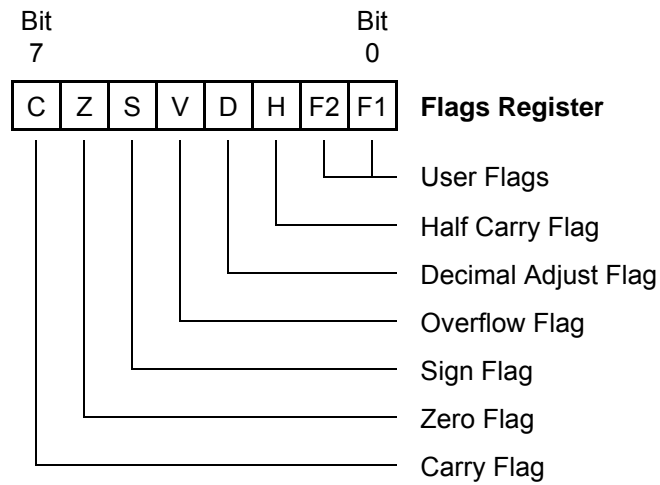 Bit Bit
7 0
C Z S V D H F2 F1 Flags Register
User Flags
Half Carry Flag
Decimal Adjust Flag
Overflow Flag
Sign Flag
Zero Flag
Carry Flag